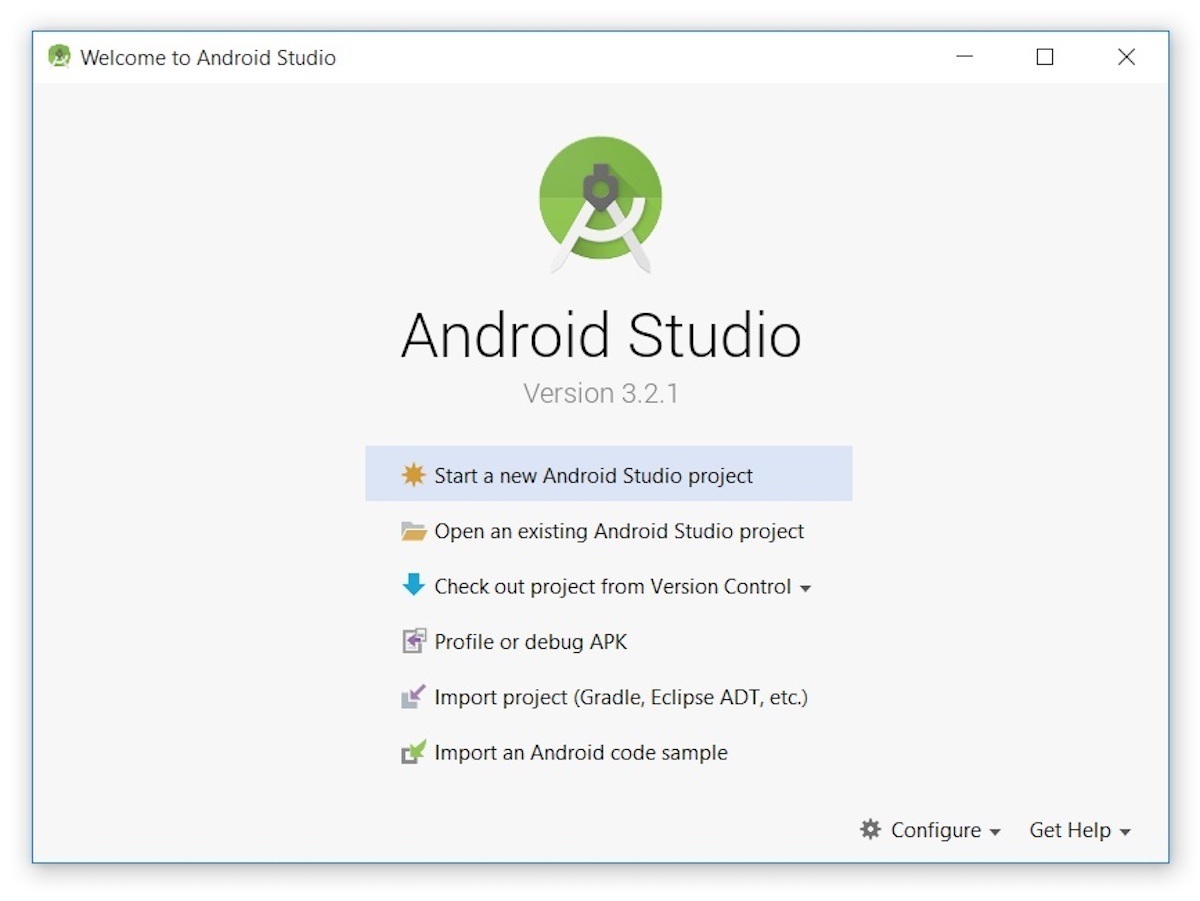 Welcome to Android Studio
Android Studio
Version 3.2.1
Start a new Android Studio project
Open an existing Android Studio project
Check out project from Version Control
Profile or debug APK
Import project (Gradle, Eclipse ADT, etc.)
Import an Android code sample
Configure Get Help